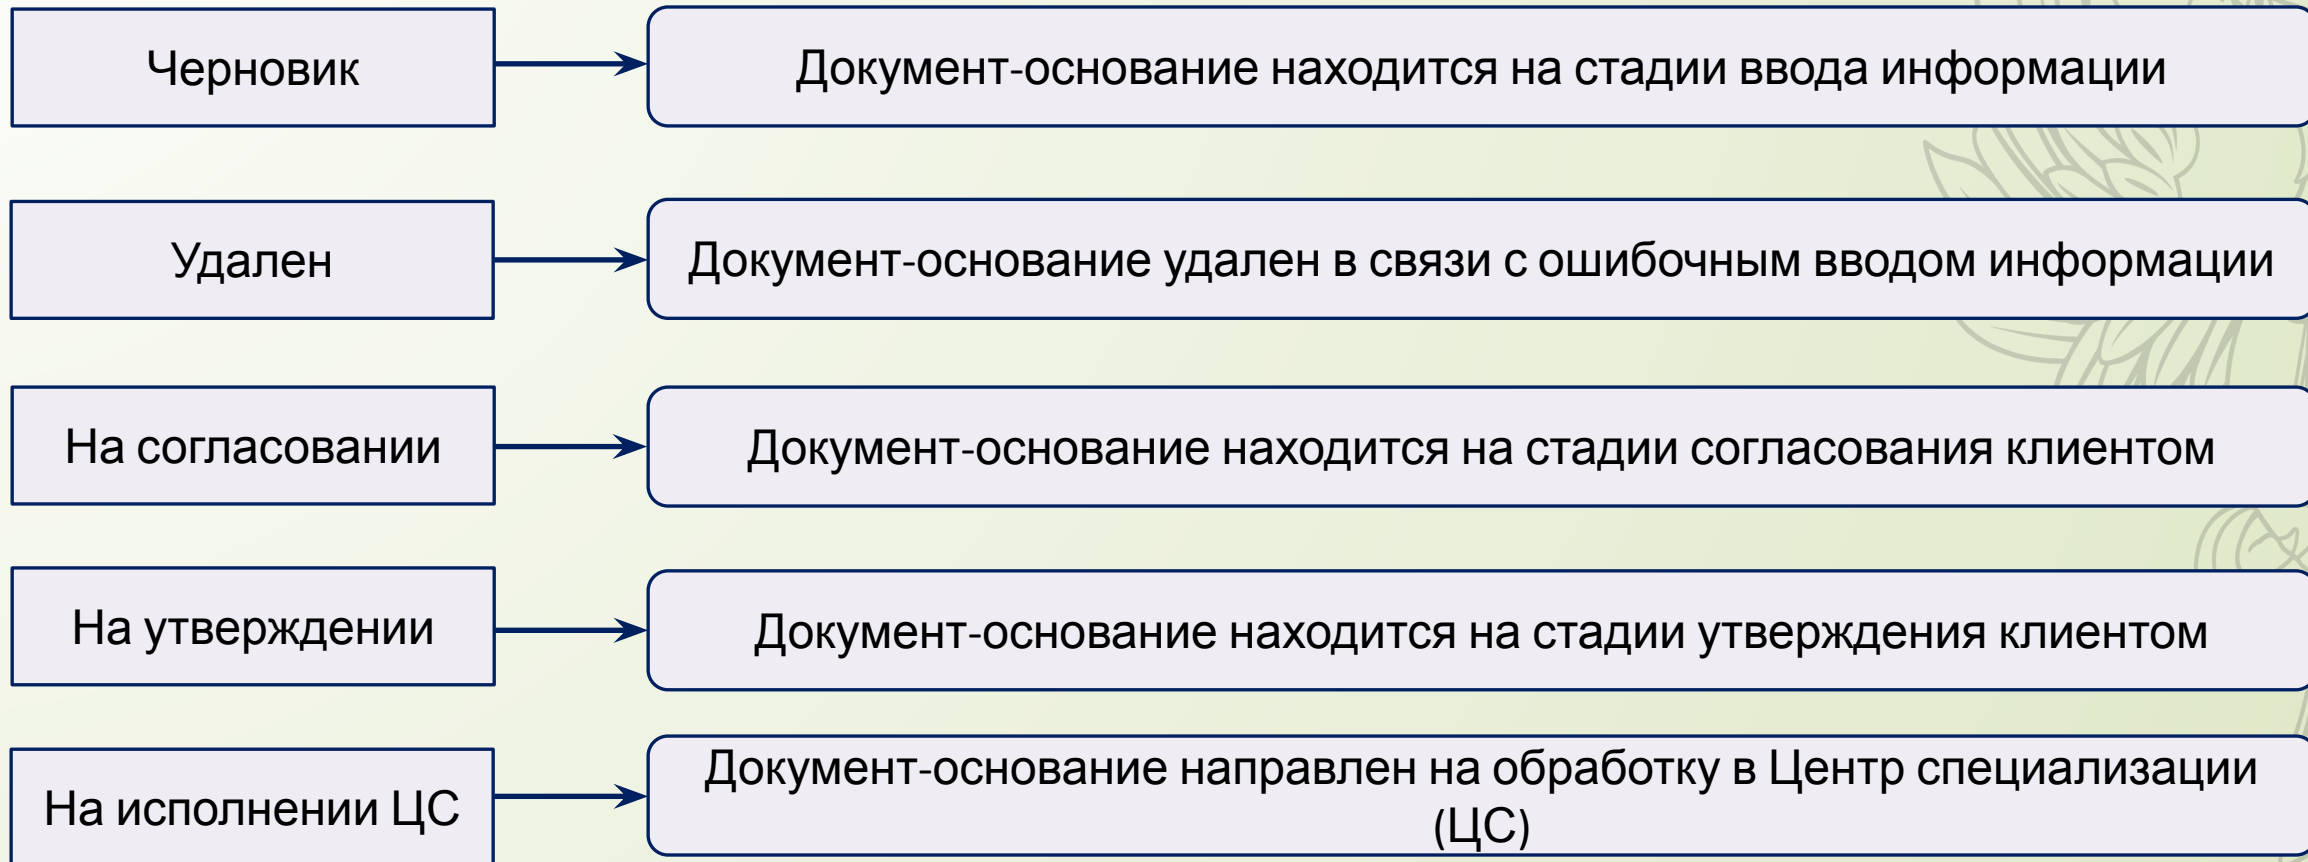 Черновик
Документ-основание находится на стадии ввода информации
Удален
Документ-основание удален в связи с ошибочным вводом информации
На согласовании
Документ-основание находится на стадии согласования клиентом
На утверждении
Документ-основание находится на стадии утверждения клиентом
На исполнении ЦС
Документ-основание направлен на обработку в Центр специализации
(ЦС)